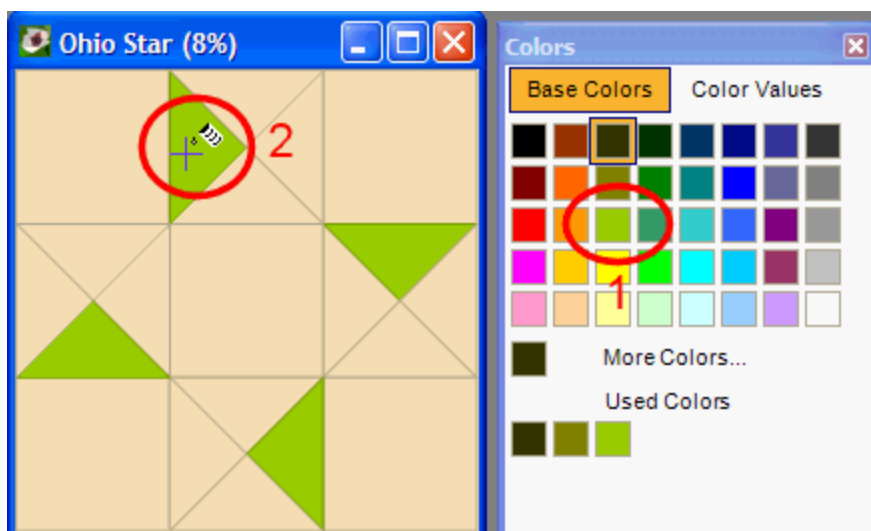 Ohio Star (8%)
2
Colors
Base Colors
Color Values
1
More Colors...
Used Colors